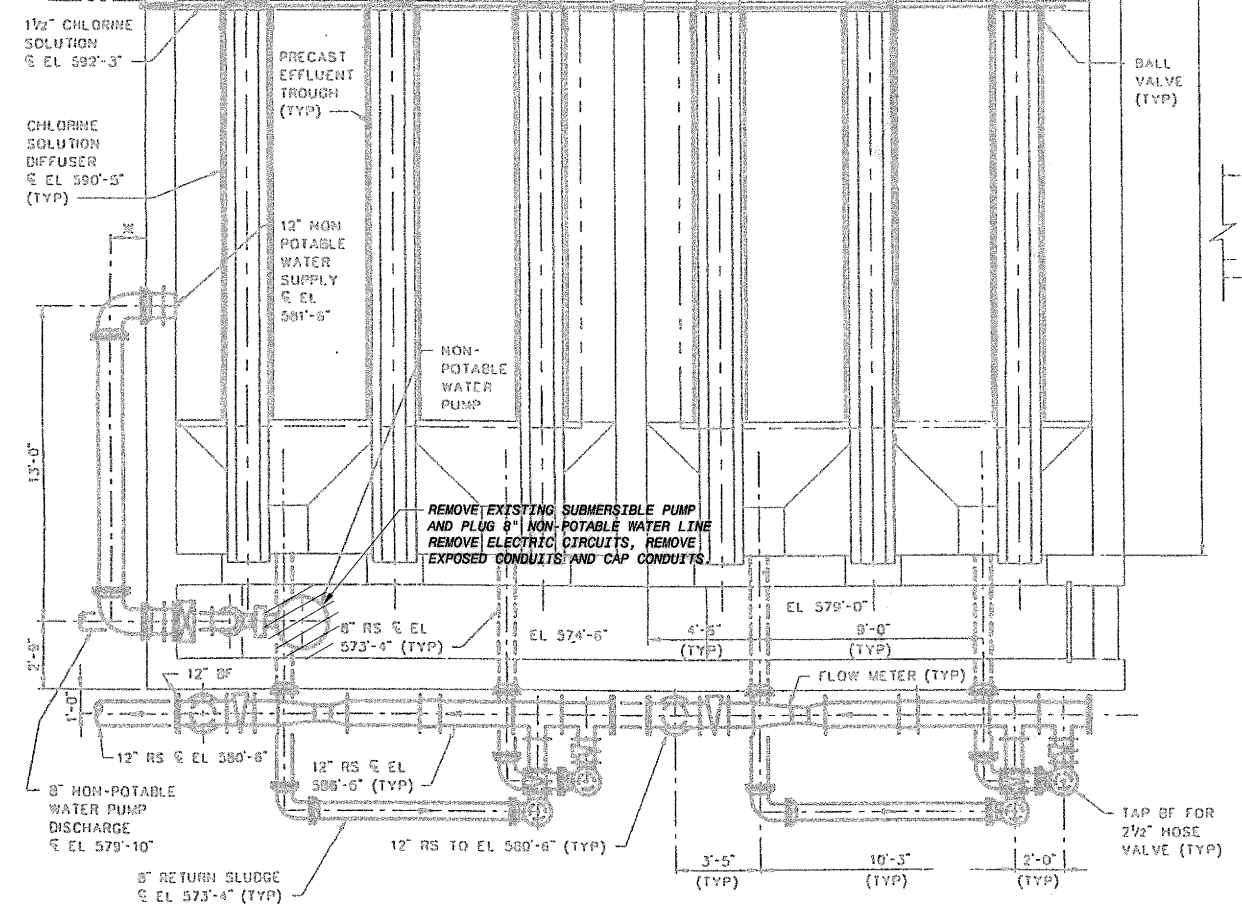 1½" CHLORINE
SOLUTION
℄ EL 592'-3"
PRECAST
EFFLUENT
TROUGH
(TYP)
BALL
VALVE
(TYP)
CHLORINE
SOLUTION
DIFFUSER
℄ EL 590'-5"
(TYP)
12" NON
POTABLE
WATER
SUPPLY
℄ EL
581'-6"
NON-
POTABLE
WATER
PUMP
13'-0"
REMOVE EXISTING SUBMERSIBLE PUMP
AND PLUG 8" NON-POTABLE WATER LINE
REMOVE ELECTRIC CIRCUITS, REMOVE
EXPOSED CONDUITS AND CAP CONDUITS.
EL 579'-0"
8" RS ℄ EL
573'-4" (TYP)
EL 574'-6"
4'-6"
(TYP)
9'-0"
(TYP)
2'-9"
1'-0"
12" BF
FLOW METER (TYP)
12" RS ℄ EL 580'-6"
12" RS ℄ EL
586'-6" (TYP)
8" NON-POTABLE
WATER PUMP
DISCHARGE
℄ EL 579'-10"
12" RS TO EL 580'-6" (TYP)
TAP BF FOR
2½" HOSE
VALVE (TYP)
3'-5"
(TYP)
10'-3"
(TYP)
2'-0"
(TYP)
8" RETURN SLUDGE
℄ EL 573'-4" (TYP)